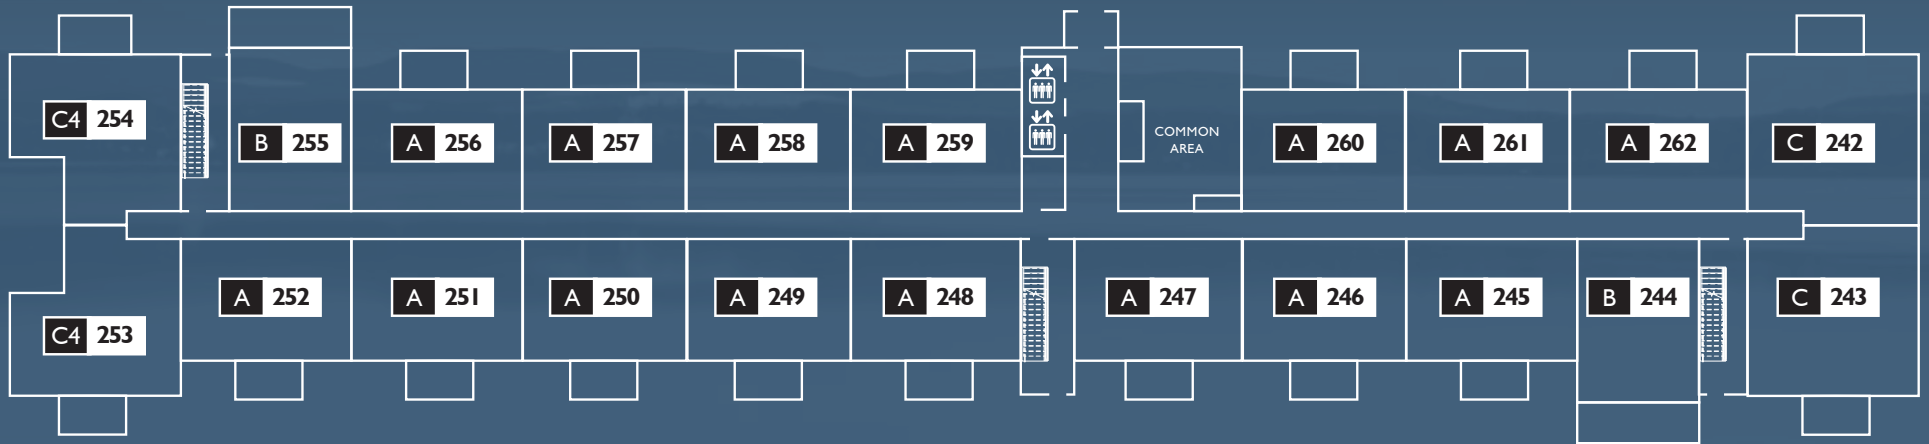 C4 254
B 255
A 256
A 257
A 258
A 259
COMMON
AREA
A 260
A 261
A 262
C 242
C4 253
A 252
A 251
A 250
A 249
A 248
A 247
A 246
A 245
B 244
C 243